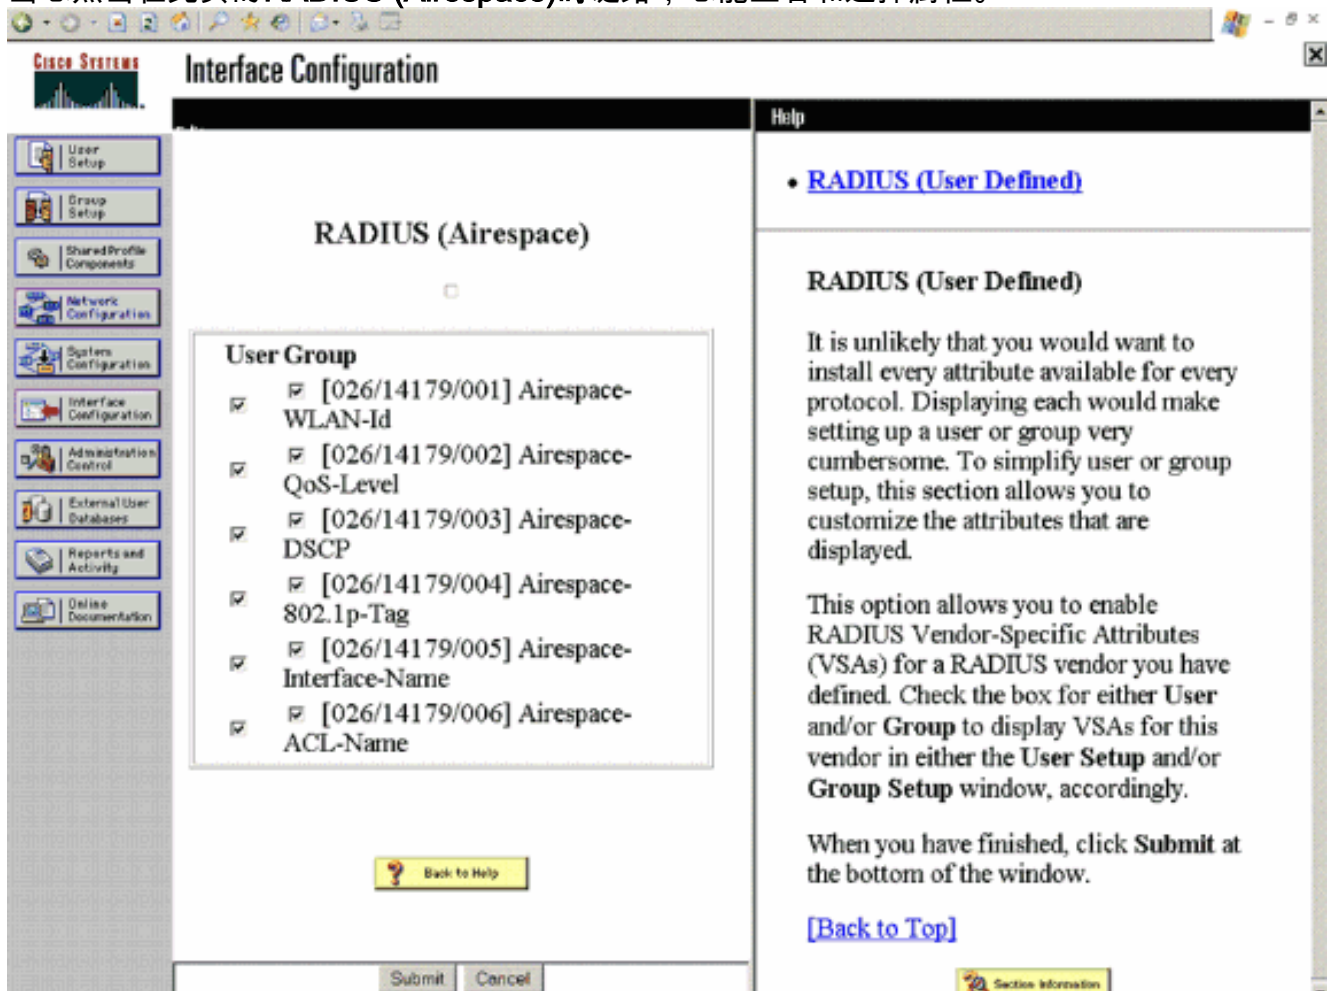 Cisco Systems
Interface Configuration
User
Setup
Group
Setup
Shared Profile
Components
Network
Configuration
System
Configuration
Interface
Configuration
Administration
Control
External User
Databases
Reports and
Activity
Online
Documentation
RADIUS (Airespace)
User Group
[026/14179/001] Airespace-
WLAN-Id
[026/14179/002] Airespace-
QoS-Level
[026/14179/003] Airespace-
DSCP
[026/14179/004] Airespace-
802.1p-Tag
[026/14179/005] Airespace-
Interface-Name
[026/14179/006] Airespace-
ACL-Name
Back to Help
Submit Cancel
Help
• RADIUS (User Defined)
RADIUS (User Defined)
It is unlikely that you would want to
install every attribute available for every
protocol. Displaying each would make
setting up a user or group very
cumbersome. To simplify user or group
setup, this section allows you to
customize the attributes that are
displayed.
This option allows you to enable
RADIUS Vendor-Specific Attributes
(VSAs) for a RADIUS vendor you have
defined. Check the box for either User
and/or Group to display VSAs for this
vendor in either the User Setup and/or
Group Setup window, accordingly.
When you have finished, click Submit at
the bottom of the window.
[Back to Top]
Section Information